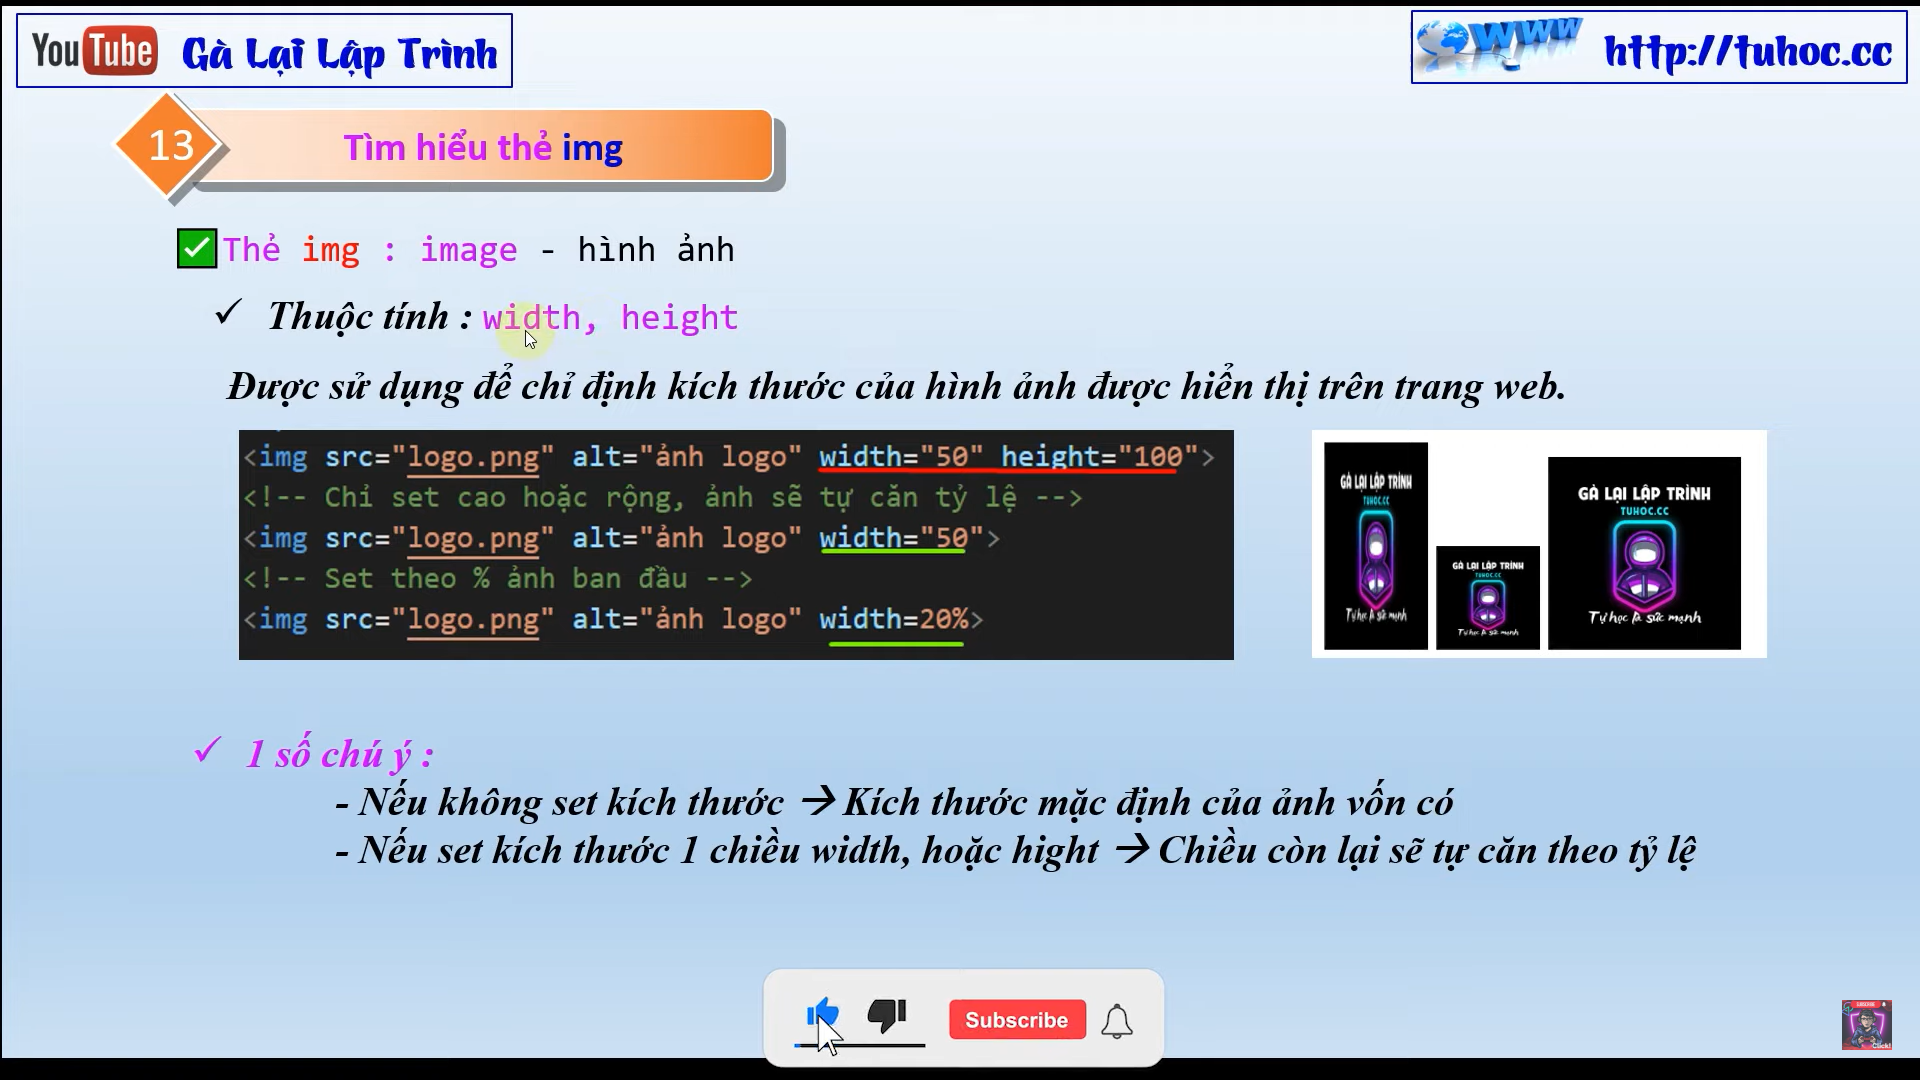 YouTube Gà Lại Lập Trình
WWW http://tuhoc.cc
13 Tìm hiểu thẻ img
Thẻ img : image - hình ảnh
✓ Thuộc tính : width, height
Được sử dụng để chỉ định kích thước của hình ảnh được hiển thị trên trang web.
<img src="logo.png" alt="ảnh logo" width="50" height="100">
<!-- Chỉ set cao hoặc rộng, ảnh sẽ tự căn tỷ lệ -->
<img src="logo.png" alt="ảnh logo" width="50">
<!-- Set theo % ảnh ban đầu -->
<img src="logo.png" alt="ảnh logo" width=20%>
GÀ LẠI LẬP TRÌNH
TUHOC.CC
Tự học là sức mạnh
GÀ LẠI LẬP TRÌNH
TUHOC.CC
Tự học là sức mạnh
GÀ LẠI LẬP TRÌNH
TUHOC.CC
Tự học là sức mạnh
✓ 1 số chú ý :
- Nếu không set kích thước → Kích thước mặc định của ảnh vốn có
- Nếu set kích thước 1 chiều width, hoặc hight → Chiều còn lại sẽ tự căn theo tỷ lệ
Subscribe
SUBSCRIBE
Click!